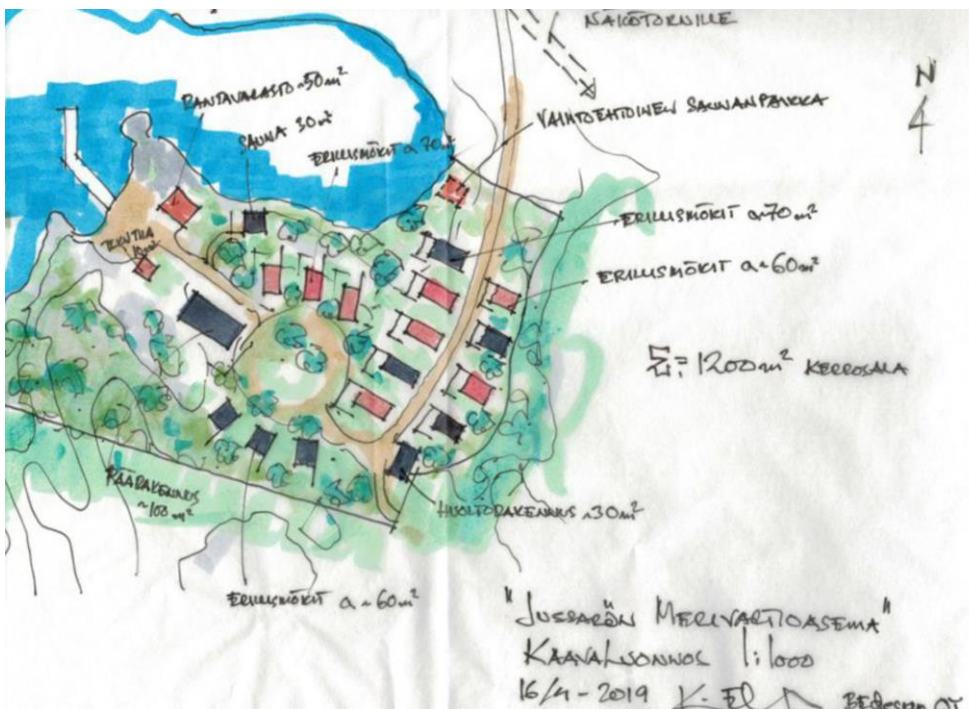 NÄKÖTORNILLE
N
RANTAVARASTO ~50m²
SAUNA 30m²
ERILLISMÖKIT a 70m²
VAIHTOEHTOINEN SAUNANPAIKKA
ERILLISMÖKIT a~70m²
ERILLISMÖKIT a~60m²
Σ: 1200m² KERROSALA
PÄÄRAKENNUS
~100m²
HUOLTORAKENNUS ~30m²
ERILLISMÖKIT a~60m²
"JUSSARÖN MERIVARTIOASEMA"
KAAVALUONNOS 1:1000
16/4-2019